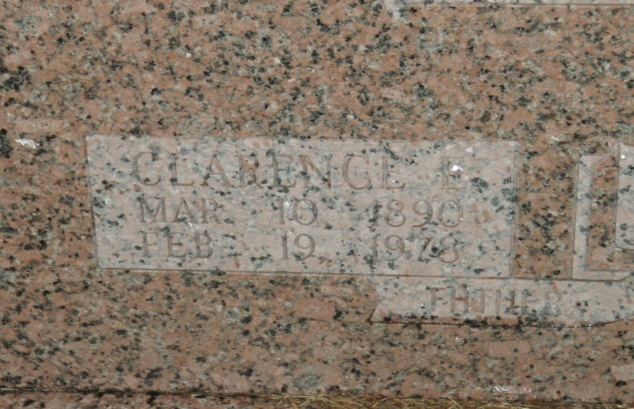 CLARENCE L.
MAR. 10, 1890
FEB. 19, 1978
FATHER